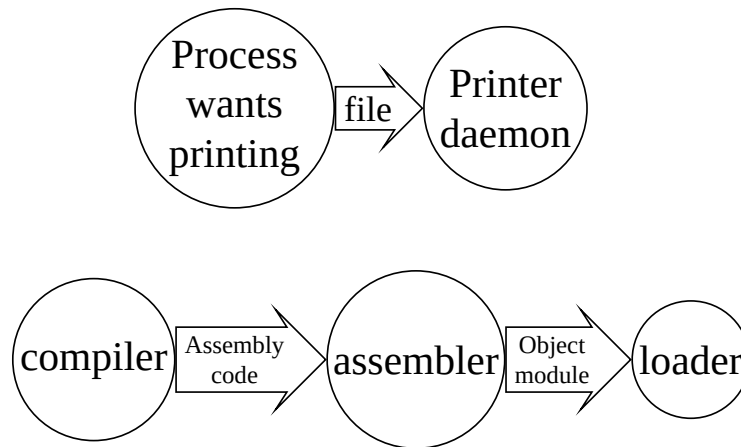 Process
wants
printing
file
Printer
daemon
compiler
Assembly
code
assembler
Object
module
loader